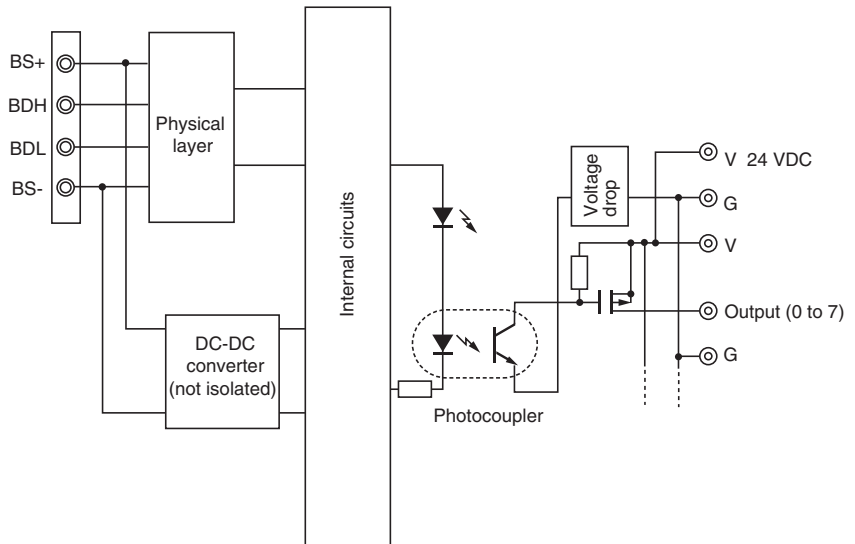 BS+
BDH
BDL
BS-
Physical
layer
DC-DC
converter
(not isolated)
Internal circuits
Photocoupler
Voltage
drop
V 24 VDC
G
V
Output (0 to 7)
G